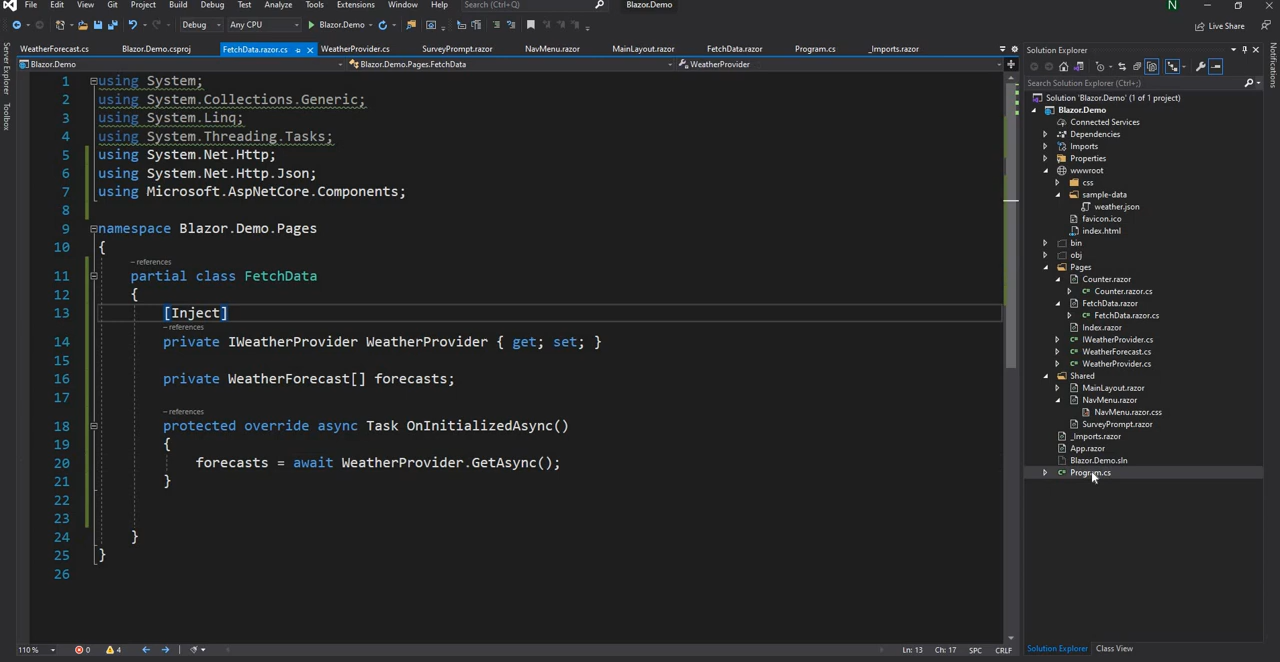 File Edit View Git Project Build Debug Test Analyze Tools Extensions Window Help Search (Ctrl+Q) Blazor.Demo N
Debug Any CPU Blazor.Demo Live Share
WeatherForecast.cs Blazor.Demo.csproj FetchData.razor.cs WeatherProvider.cs SurveyPrompt.razor NavMenu.razor MainLayout.razor FetchData.razor Program.cs _Imports.razor
Blazor.Demo Blazor.Demo.Pages.FetchData WeatherProvider
Server Explorer
Toolbox
1 using System;
2 using System.Collections.Generic;
3 using System.Linq;
4 using System.Threading.Tasks;
5 using System.Net.Http;
6 using System.Net.Http.Json;
7 using Microsoft.AspNetCore.Components;
8
9 namespace Blazor.Demo.Pages
10 {
– references
11 partial class FetchData
12 {
13 [Inject]
– references
14 private IWeatherProvider WeatherProvider { get; set; }
15
16 private WeatherForecast[] forecasts;
17
– references
18 protected override async Task OnInitializedAsync()
19 {
20 forecasts = await WeatherProvider.GetAsync();
21 }
22
23
24 }
25 }
26
110 % 0 4 Ln: 13 Ch: 17 SPC CRLF
Solution Explorer
Search Solution Explorer (Ctrl+;)
Solution 'Blazor.Demo' (1 of 1 project)
Blazor.Demo
Connected Services
Dependencies
Imports
Properties
wwwroot
css
sample-data
weather.json
favicon.ico
index.html
bin
obj
Pages
Counter.razor
Counter.razor.cs
FetchData.razor
FetchData.razor.cs
Index.razor
IWeatherProvider.cs
WeatherForecast.cs
WeatherProvider.cs
Shared
MainLayout.razor
NavMenu.razor
NavMenu.razor.css
SurveyPrompt.razor
_Imports.razor
App.razor
Blazor.Demo.sln
Program.cs
Solution Explorer Class View
Notifications